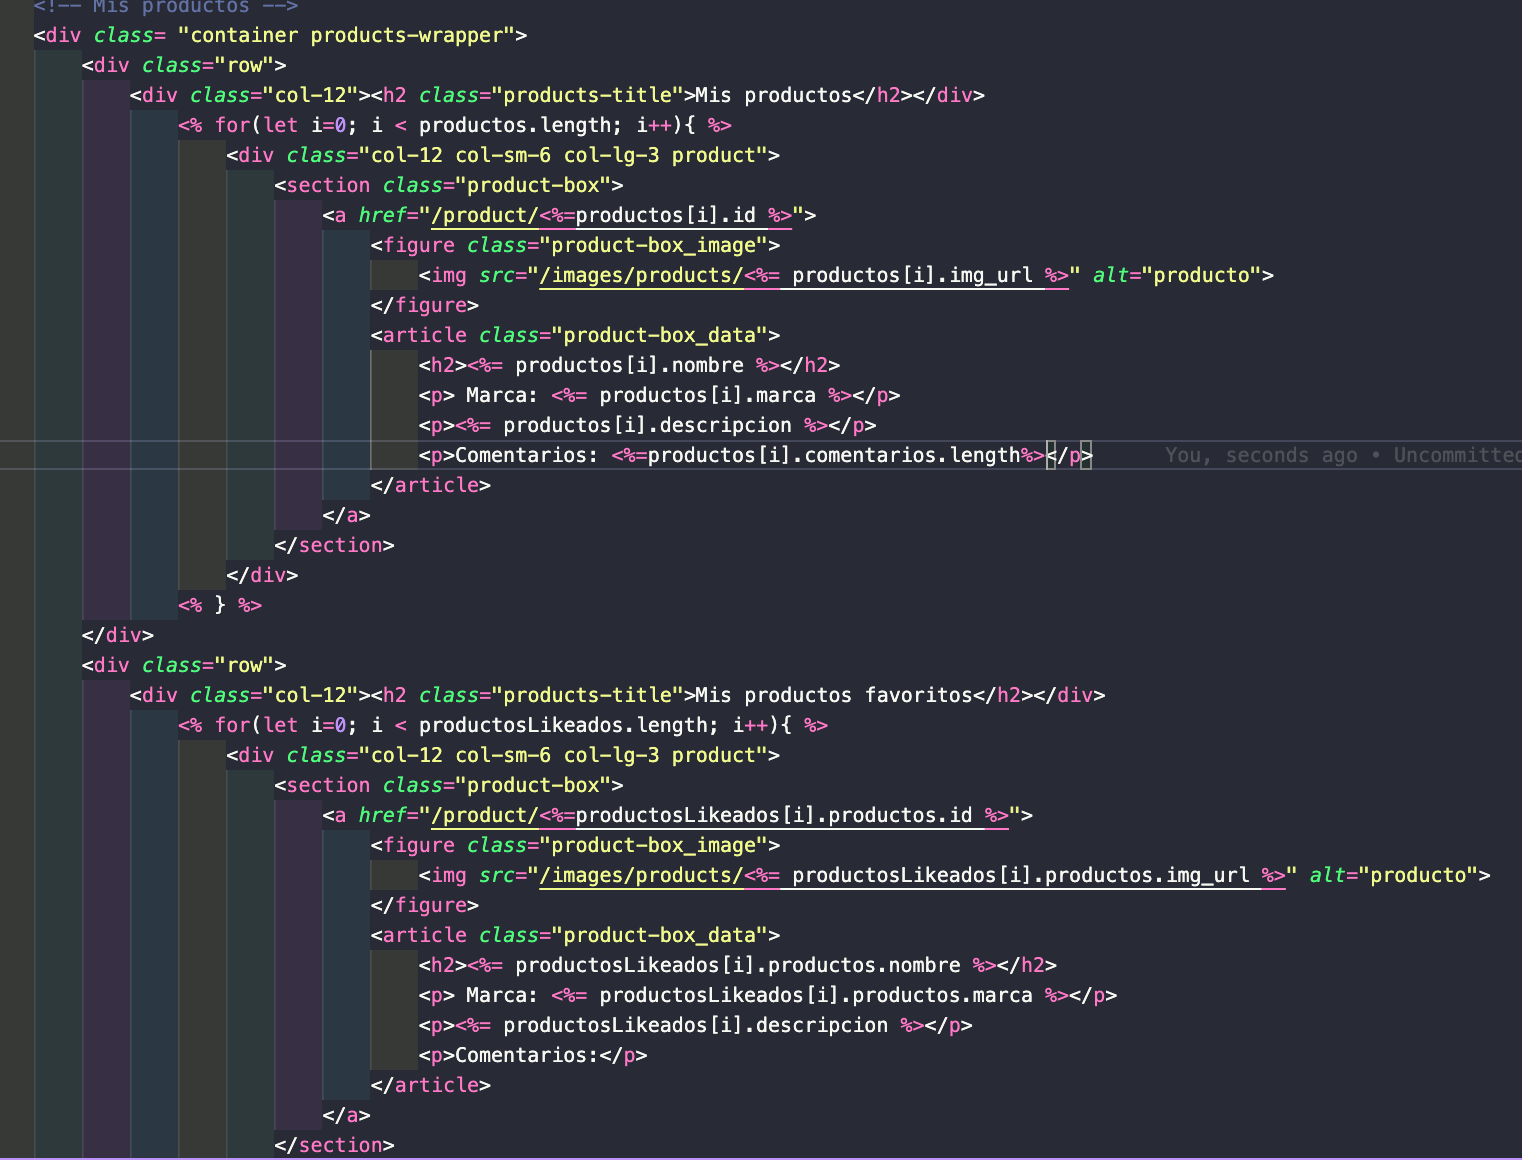 <!-- Mis productos -->
<div class= "container products-wrapper">
<div class="row">
<div class="col-12"><h2 class="products-title">Mis productos</h2></div>
<% for(let i=0; i < productos.length; i++){ %>
<div class="col-12 col-sm-6 col-lg-3 product">
<section class="product-box">
<a href="/product/<%=productos[i].id %>">
<figure class="product-box_image">
<img src="/images/products/<%= productos[i].img_url %>" alt="producto">
</figure>
<article class="product-box_data">
<h2><%= productos[i].nombre %></h2>
<p> Marca: <%= productos[i].marca %></p>
<p><%= productos[i].descripcion %></p>
<p>Comentarios: <%=productos[i].comentarios.length%></p> You, seconds ago • Uncommitted
</article>
</a>
</section>
</div>
<% } %>
</div>
<div class="row">
<div class="col-12"><h2 class="products-title">Mis productos favoritos</h2></div>
<% for(let i=0; i < productosLikeados.length; i++){ %>
<div class="col-12 col-sm-6 col-lg-3 product">
<section class="product-box">
<a href="/product/<%=productosLikeados[i].productos.id %>">
<figure class="product-box_image">
<img src="/images/products/<%= productosLikeados[i].productos.img_url %>" alt="producto">
</figure>
<article class="product-box_data">
<h2><%= productosLikeados[i].productos.nombre %></h2>
<p> Marca: <%= productosLikeados[i].productos.marca %></p>
<p><%= productosLikeados[i].descripcion %></p>
<p>Comentarios:</p>
</article>
</a>
</section>